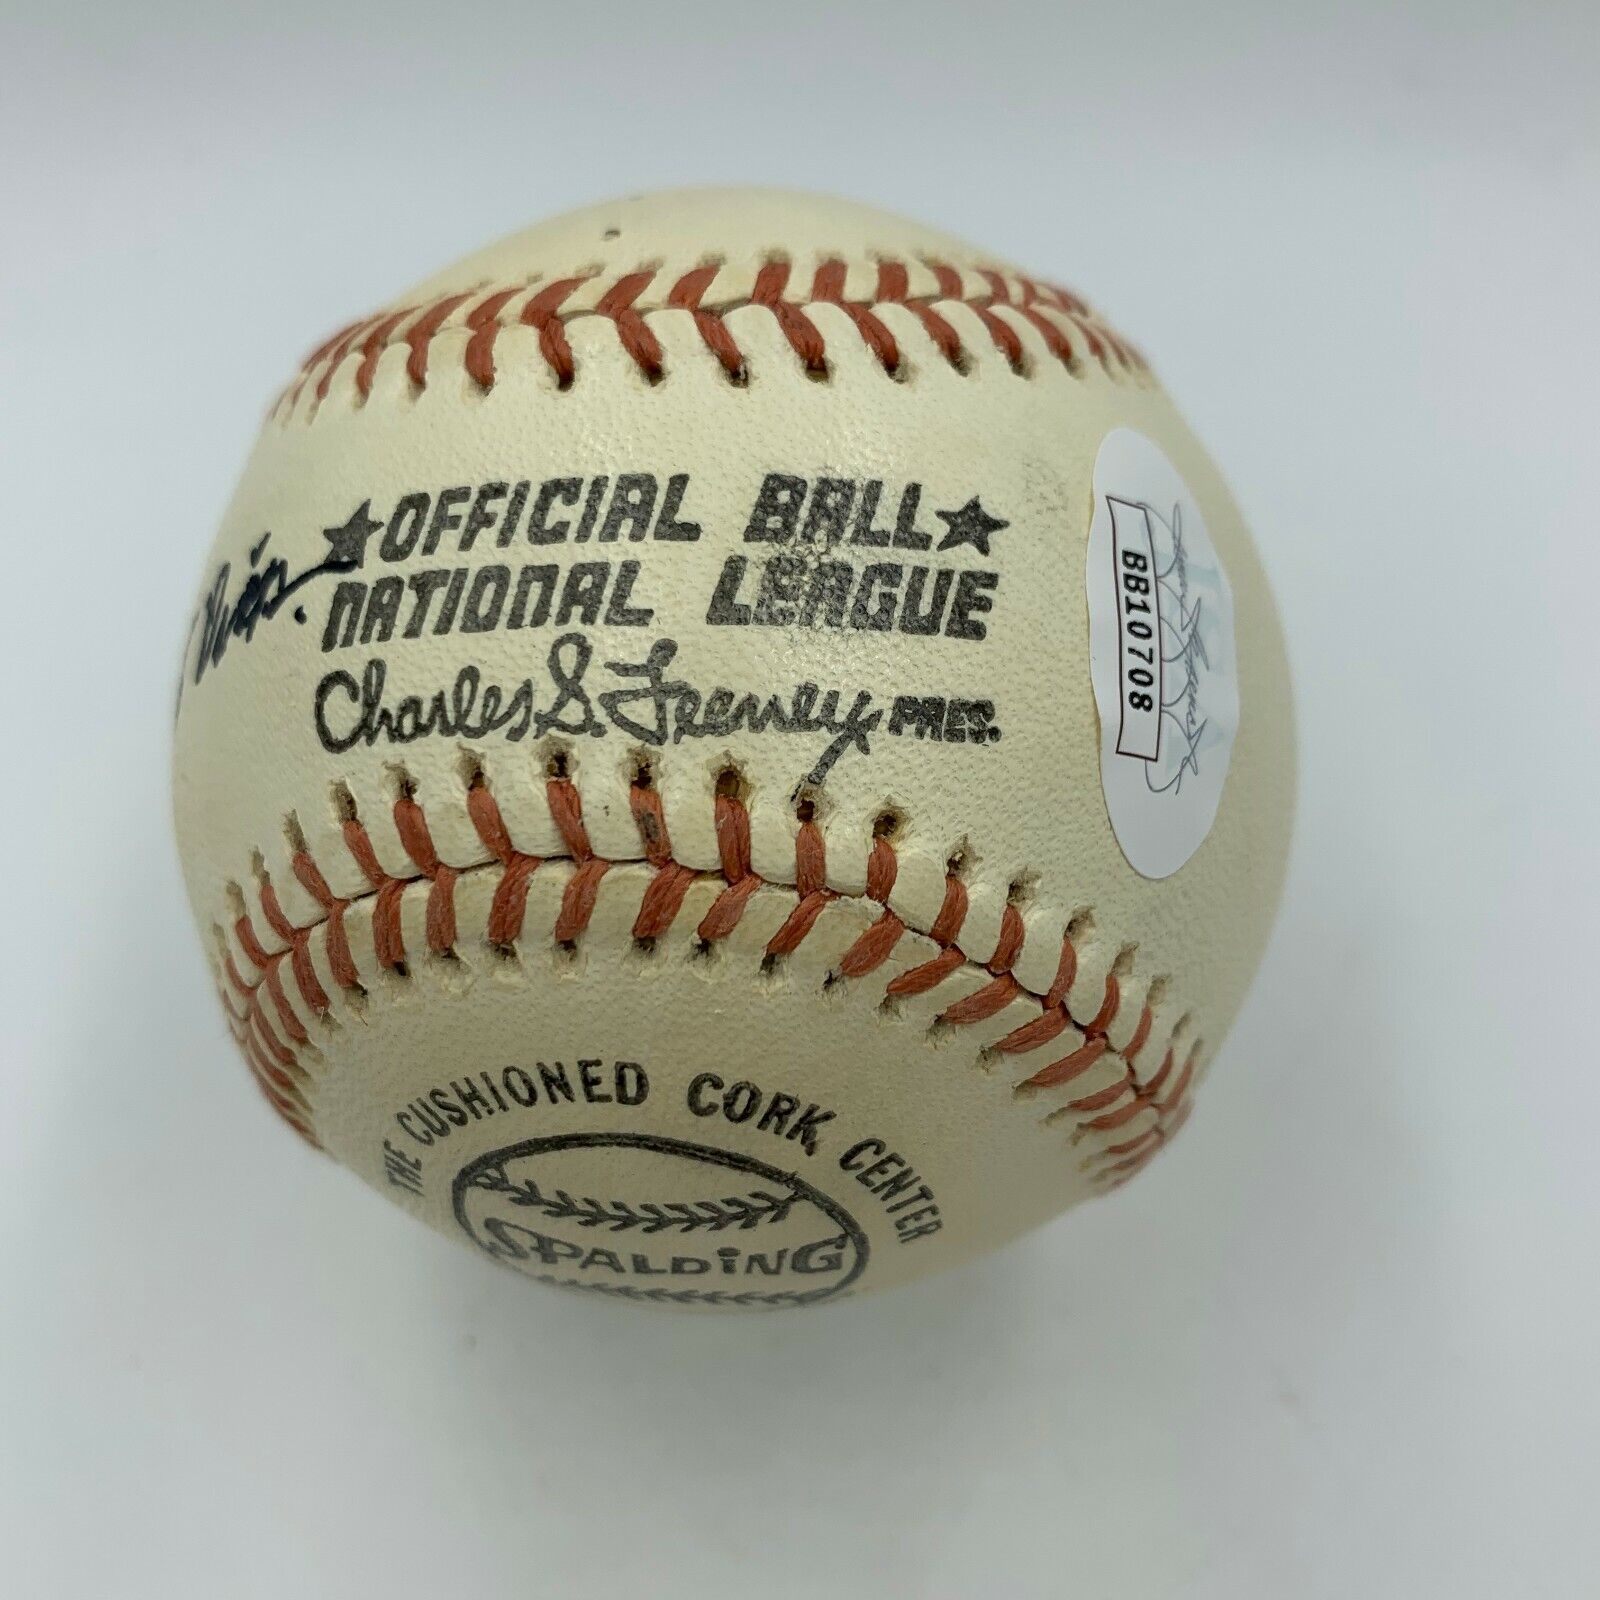 OFFICIAL BALL
NATIONAL LEAGUE
Charles S. Feeney PRES.
BB10708
THE CUSHIONED CORK CENTER
SPALDING